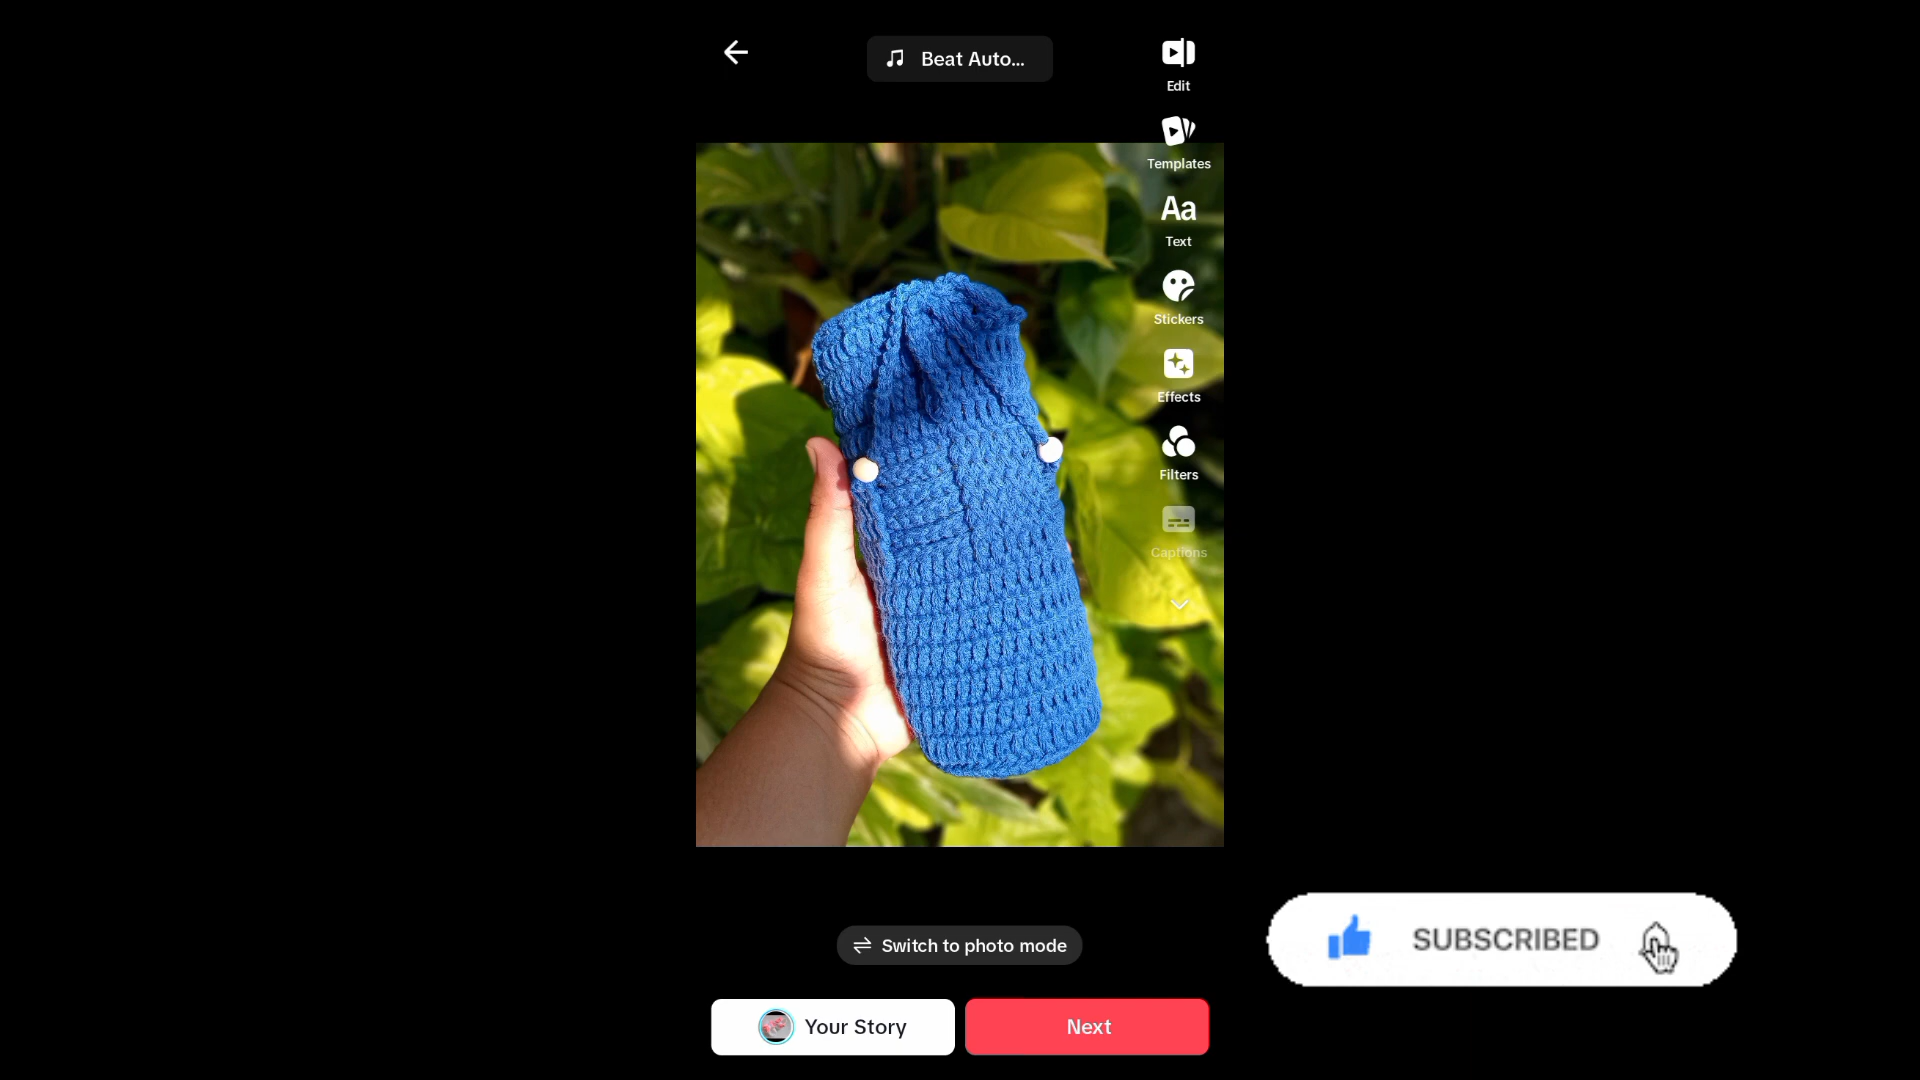 Beat Auto...
Edit
Templates
Aa
Text
Stickers
Effects
Filters
Captions
Switch to photo mode
Your Story
Next
SUBSCRIBED